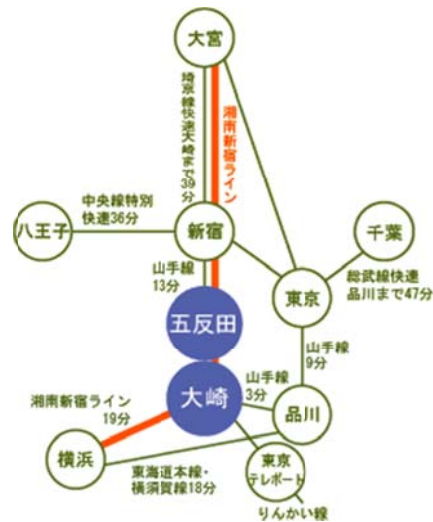 大宮
埼京線快速大崎まで39分
湘南新宿ライン
中央線特別
快速36分
八王子
新宿
千葉
山手線
13分
東京
総武線快速
品川まで47分
五反田
山手線
9分
大崎
山手線
3分
品川
湘南新宿ライン
19分
横浜
東海道本線・
横須賀線18分
東京
テレポート
りんかい線